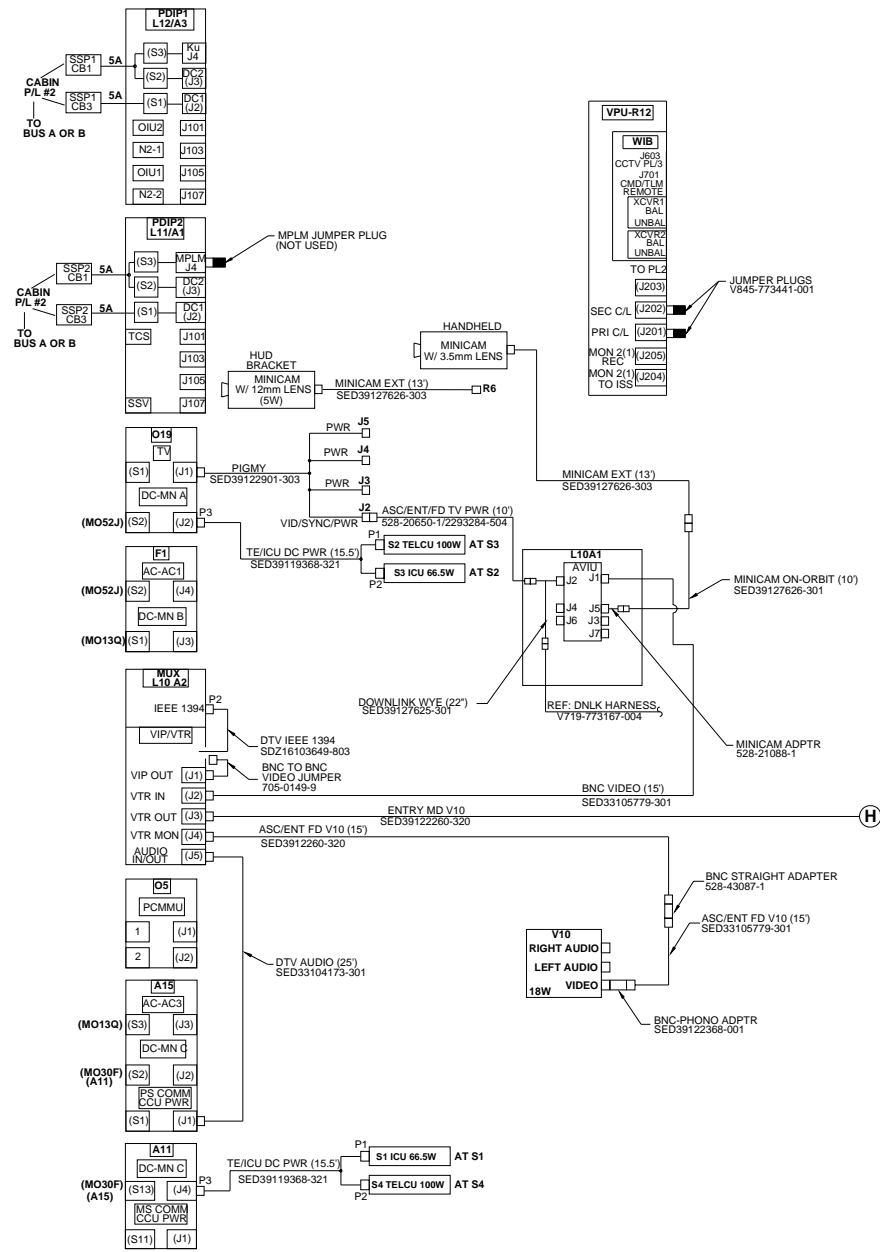 PDIP1
L12/A3
SSP1
CB1
5A
(S3)
Ku
J4
(S2)
DC2
(J3)
CABIN
P/L #2
SSP1
CB3
5A
(S1)
DC1
(J2)
TO
BUS A OR B
OIU2
J101
N2-1
J103
OIU1
J105
N2-2
J107
VPU-R12
WIB
J603
CCTV PL/3
J701
CMD/TLM
REMOTE
XCVR1
BAL
UNBAL
XCVR2
BAL
UNBAL
TO PL2
(J203)
SEC C/L
(J202)
PRI C/L
(J201)
MON 2(1)
REC
(J205)
MON 2(1)
TO ISS
(J204)
JUMPER PLUGS
V845-773441-001
PDIP2
L11/A1
SSP2
CB1
5A
(S3)
MPLM
J4
MPLM JUMPER PLUG
(NOT USED)
(S2)
DC2
(J3)
CABIN
P/L #2
SSP2
CB3
5A
(S1)
DC1
(J2)
TO
BUS A OR B
TCS
J101
J103
J105
SSV
J107
HANDHELD
MINICAM
W/ 3.5mm LENS
HUD
BRACKET
MINICAM
W/ 12mm LENS
(5W)
MINICAM EXT (13')
SED39127626-303
R6
O19
TV
(S1)
(J1)
PIGMY
SED39122901-303
DC-MN A
(MO52J)
(S2)
(J2)
P3
PWR
J5
PWR
J4
PWR
J3
J2
VID/SYNC/PWR
ASC/ENT/FD TV PWR (10')
528-20650-1/2293284-504
TE/ICU DC PWR (15.5')
SED39119368-321
P1
S2 TELCU 100W
AT S3
S3 ICU 66.5W
AT S2
P2
MINICAM EXT (13')
SED39127626-303
F1
AC-AC1
(MO52J)
(S2)
(J4)
DC-MN B
(MO13Q)
(S1)
(J3)
L10A1
AVIU
J2
J1
J4
J5
J6
J3
J7
MINICAM ON-ORBIT (10')
SED39127626-301
DOWNLINK WYE (22")
SED39127625-301
REF: DNLK HARNESS
V719-773167-004
MINICAM ADPTR
528-21088-1
MUX
L10 A2
P2
IEEE 1394
VIP/VTR
DTV IEEE 1394
SDZ16103649-803
BNC TO BNC
VIDEO JUMPER
705-0149-9
VIP OUT
(J1)
VTR IN
(J2)
BNC VIDEO (15')
SED33105779-301
VTR OUT
(J3)
ENTRY MD V10
SED39122260-320
H
VTR MON
(J4)
ASC/ENT FD V10 (15')
SED3912260-320
AUDIO
IN/OUT
(J5)
BNC STRAIGHT ADAPTER
528-43087-1
ASC/ENT FD V10 (15')
SED33105779-301
O5
PCMMU
1
(J1)
2
(J2)
V10
RIGHT AUDIO
LEFT AUDIO
VIDEO
18W
BNC-PHONO ADPTR
SED39122368-001
DTV AUDIO (25')
SED33104173-301
A15
AC-AC3
(MO13Q)
(S3)
(J3)
DC-MN C
(MO30F)
(A11)
(S2)
(J2)
PS COMM
CCU PWR
(S1)
(J1)
A11
DC-MN C
(MO30F)
(A15)
(S13)
(J4)
P3
TE/ICU DC PWR (15.5')
SED39119368-321
P1
S1 ICU 66.5W
AT S1
S4 TELCU 100W
AT S4
P2
MS COMM
CCU PWR
(S11)
(J1)